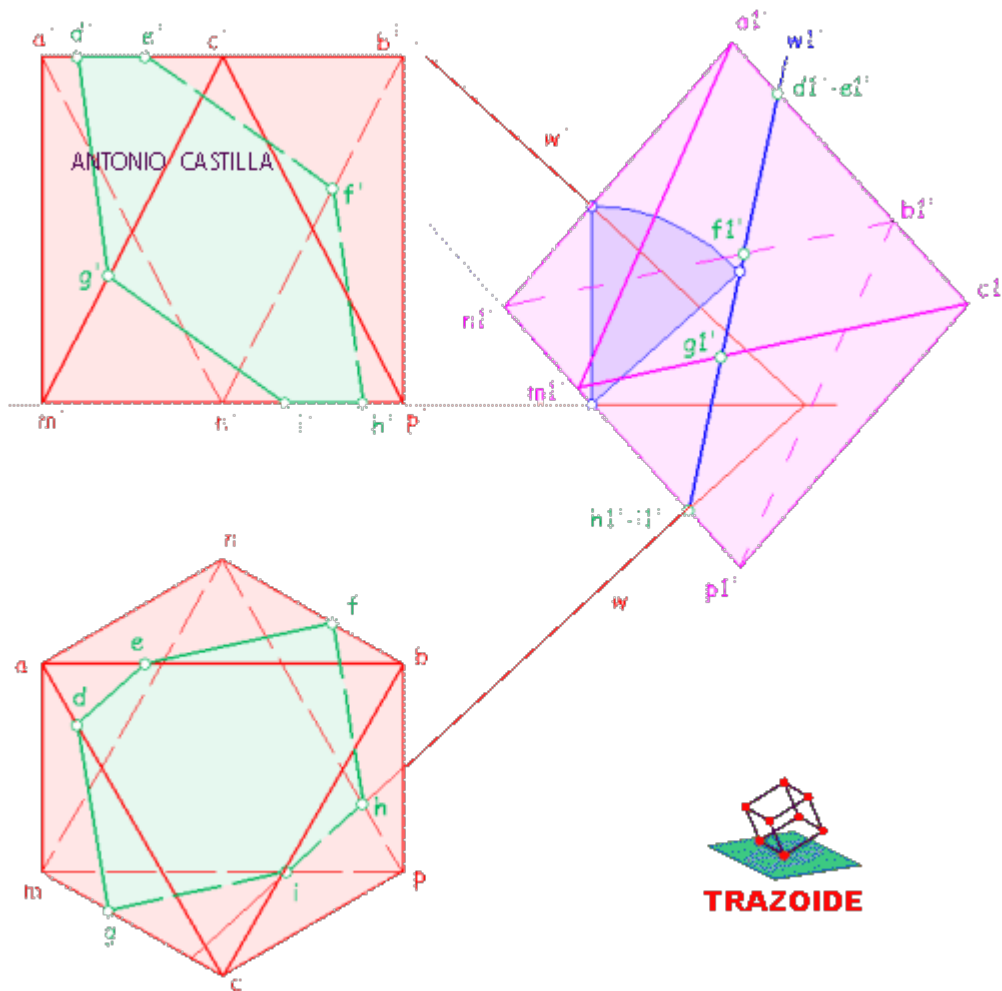 a' d' e' c' b'
ANTONIO CASTILLA
f'
g'
m' n' i' h' p'
a1' w1'
d1'-e1'
w'
b1'
f1'
c1
n1'
g1'
m1'
h1'-i1'
p1'
w
n
f
a e b
d
h
m i p
g
c
TRAZOIDE